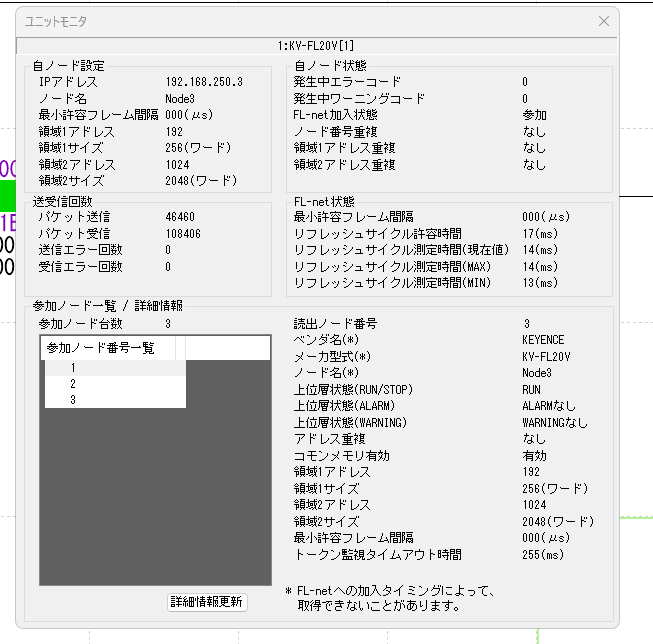 ユニットモニタ
1:KV-FL20V[1]
自ノード設定
IPアドレス 192.168.250.3
ノード名 Node3
最小許容フレーム間隔 000(μs)
領域1アドレス 192
領域1サイズ 256(ワード)
領域2アドレス 1024
領域2サイズ 2048(ワード)
自ノード状態
発生中エラーコード 0
発生中ワーニングコード 0
FL-net加入状態 参加
ノード番号重複 なし
領域1アドレス重複 なし
領域2アドレス重複 なし
送受信回数
パケット送信 46460
パケット受信 108406
送信エラー回数 0
受信エラー回数 0
FL-net状態
最小許容フレーム間隔 000(μs)
リフレッシュサイクル許容時間 17(ms)
リフレッシュサイクル測定時間(現在値) 14(ms)
リフレッシュサイクル測定時間(MAX) 14(ms)
リフレッシュサイクル測定時間(MIN) 13(ms)
参加ノード一覧 / 詳細情報
参加ノード台数 3
参加ノード番号一覧
1
2
3
詳細情報更新
読出ノード番号 3
ベンダ名(*) KEYENCE
メーカ型式(*) KV-FL20V
ノード名(*) Node3
上位層状態(RUN/STOP) RUN
上位層状態(ALARM) ALARMなし
上位層状態(WARNING) WARNINGなし
アドレス重複 なし
コモンメモリ有効 有効
領域1アドレス 192
領域1サイズ 256(ワード)
領域2アドレス 1024
領域2サイズ 2048(ワード)
最小許容フレーム間隔 000(μs)
トークン監視タイムアウト時間 255(ms)
* FL-netへの加入タイミングによって、
取得できないことがあります。